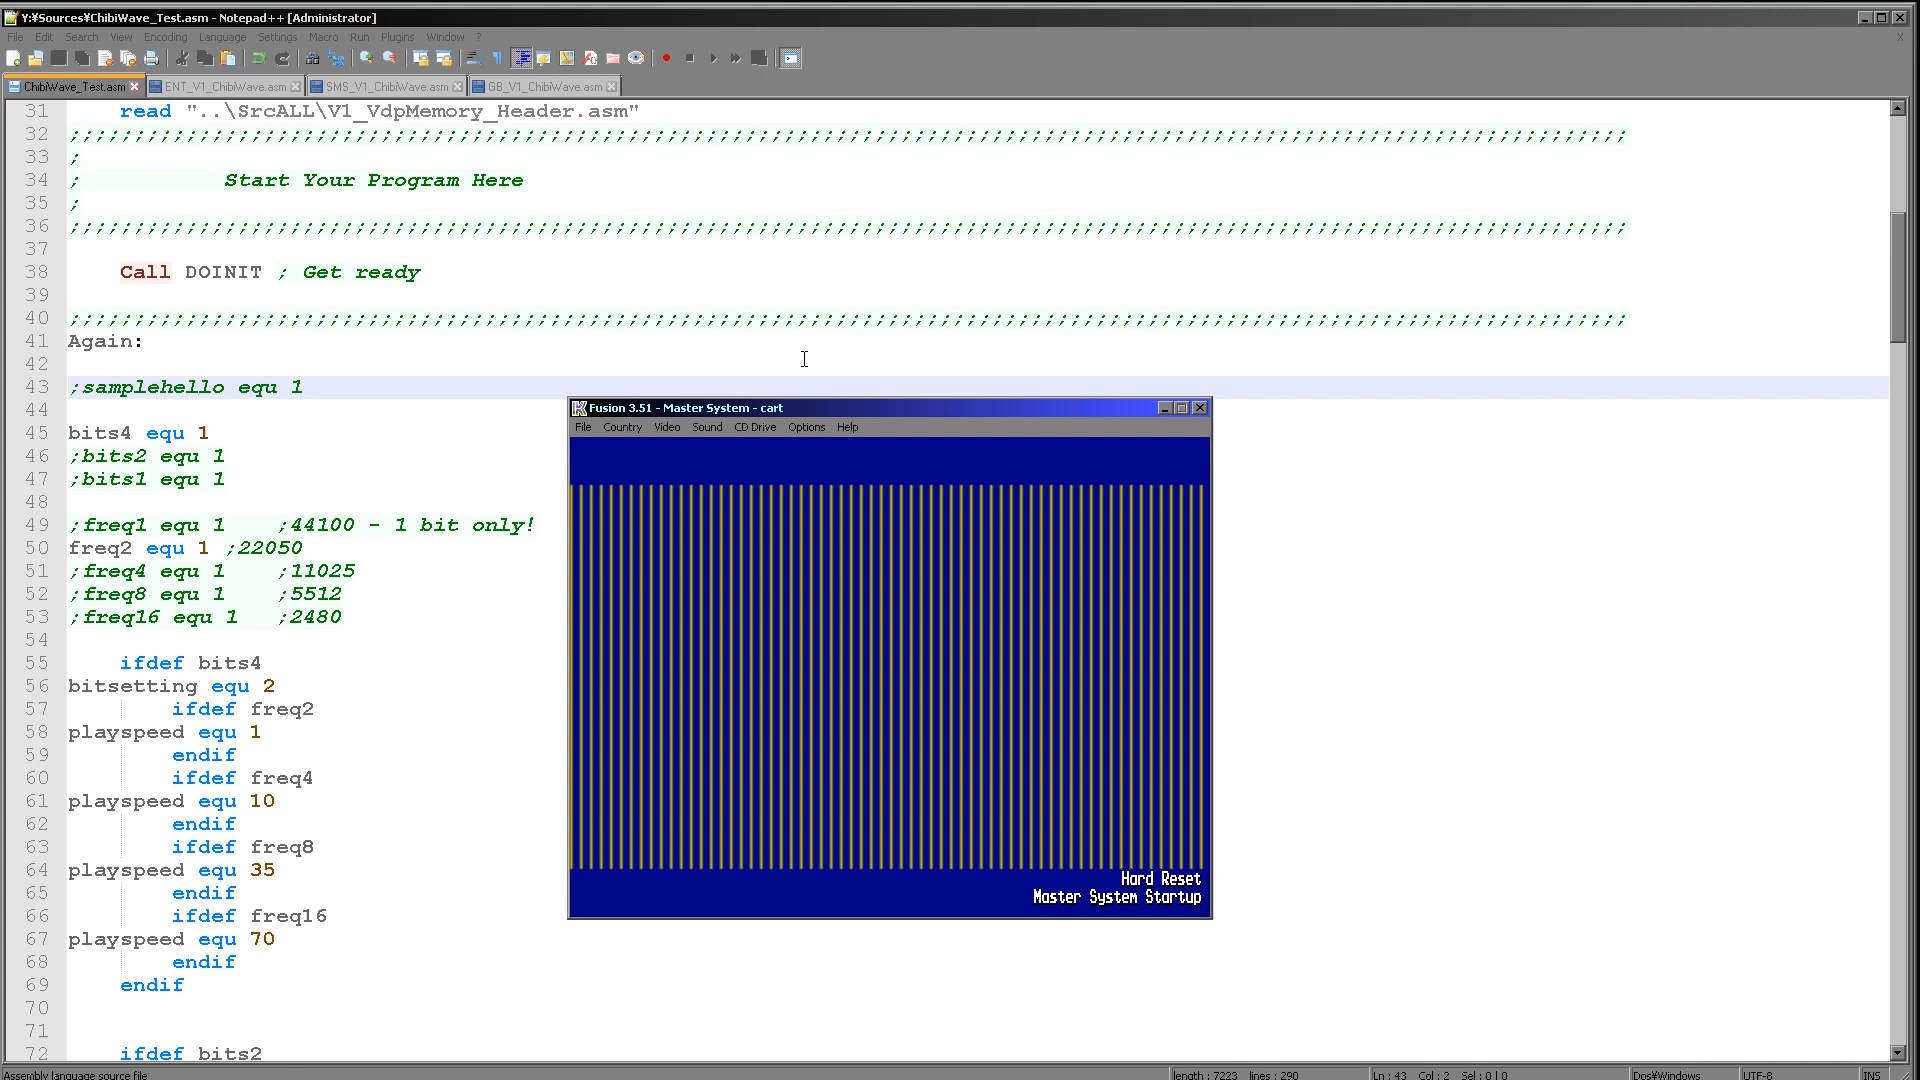 Y:¥Sources¥ChibiWave_Test.asm - Notepad++ [Administrator]
File Edit Search View Encoding Language Settings Macro Run Plugins Window ? X
ChibiWave_Test.asm ENT_V1_ChibiWave.asm SMS_V1_ChibiWave.asm GB_V1_ChibiWave.asm
31 read "..\SrcALL\V1_VdpMemory_Header.asm"
32 ;;;;;;;;;;;;;;;;;;;;;;;;;;;;;;;;;;;;;;;;;;;;;;;;;;;;;;;;;;;;;;;;;;;;;;;;;;;;;;;;;;;;;;;;;;;;;;;;;;;;;;;;;;;;;;;;;;;;;;;;
33 ;
34 ; Start Your Program Here
35 ;
36 ;;;;;;;;;;;;;;;;;;;;;;;;;;;;;;;;;;;;;;;;;;;;;;;;;;;;;;;;;;;;;;;;;;;;;;;;;;;;;;;;;;;;;;;;;;;;;;;;;;;;;;;;;;;;;;;;;;;;;;;;
37
38 Call DOINIT ; Get ready
39
40 ;;;;;;;;;;;;;;;;;;;;;;;;;;;;;;;;;;;;;;;;;;;;;;;;;;;;;;;;;;;;;;;;;;;;;;;;;;;;;;;;;;;;;;;;;;;;;;;;;;;;;;;;;;;;;;;;;;;;;;;;
41 Again:
42
43 ;samplehello equ 1
44
45 bits4 equ 1
46 ;bits2 equ 1
47 ;bits1 equ 1
48
49 ;freq1 equ 1 ;44100 - 1 bit only!
50 freq2 equ 1 ;22050
51 ;freq4 equ 1 ;11025
52 ;freq8 equ 1 ;5512
53 ;freq16 equ 1 ;2480
54
55 ifdef bits4
56 bitsetting equ 2
57 ifdef freq2
58 playspeed equ 1
59 endif
60 ifdef freq4
61 playspeed equ 10
62 endif
63 ifdef freq8
64 playspeed equ 35
65 endif
66 ifdef freq16
67 playspeed equ 70
68 endif
69 endif
70
71
72 ifdef bits2
Fusion 3.51 - Master System - cart
File Country Video Sound CD Drive Options Help
Hard Reset
Master System Startup
Assembly language source file length : 7223 lines : 290 Ln : 43 Col : 2 Sel : 0 | 0 Dos¥Windows UTF-8 INS